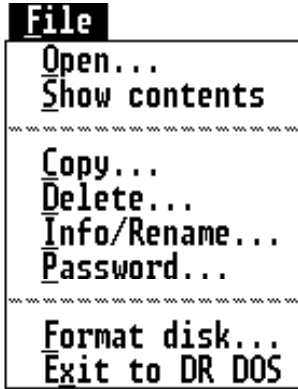 File
Open...
Show contents
Copy...
Delete...
Info/Rename...
Password...
Format disk...
Exit to DR DOS